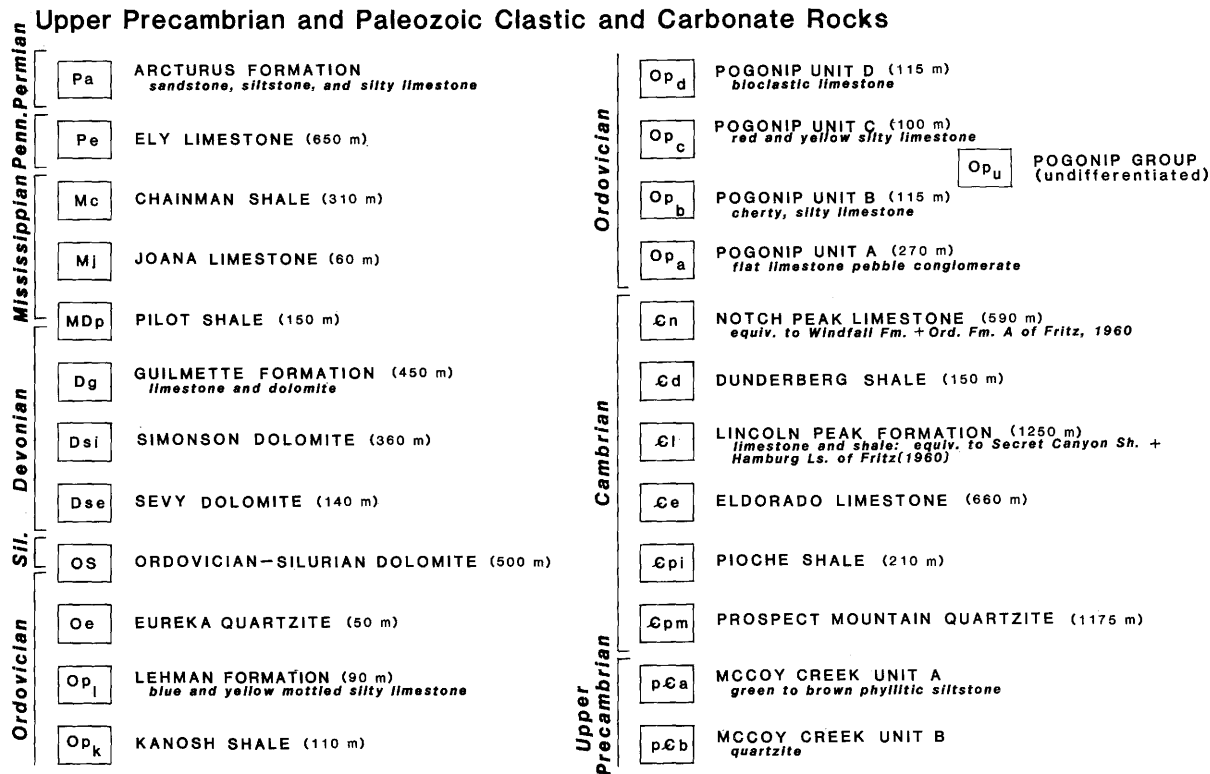 Upper Precambrian and Paleozoic Clastic and Carbonate Rocks
Permian
Pa
ARCTURUS FORMATION
sandstone, siltstone, and silty limestone
Penn.
Pe
ELY LIMESTONE (650 m)
Mississippian
Mc
CHAINMAN SHALE (310 m)
Mj
JOANA LIMESTONE (60 m)
MDp
PILOT SHALE (150 m)
Devonian
Dg
GUILMETTE FORMATION (450 m)
limestone and dolomite
Dsi
SIMONSON DOLOMITE (360 m)
Dse
SEVY DOLOMITE (140 m)
Sil.
OS
ORDOVICIAN-SILURIAN DOLOMITE (500 m)
Ordovician
Oe
EUREKA QUARTZITE (50 m)
Opl
LEHMAN FORMATION (90 m)
blue and yellow mottled silty limestone
Opk
KANOSH SHALE (110 m)
Ordovician
Opd
POGONIP UNIT D (115 m)
bioclastic limestone
Opc
POGONIP UNIT C (100 m)
red and yellow silty limestone
Opu
POGONIP GROUP
(undifferentiated)
Opb
POGONIP UNIT B (115 m)
cherty, silty limestone
Opa
POGONIP UNIT A (270 m)
flat limestone pebble conglomerate
Cambrian
Ꞓn
NOTCH PEAK LIMESTONE (590 m)
equiv. to Windfall Fm. + Ord. Fm. A of Fritz, 1960
Ꞓd
DUNDERBERG SHALE (150 m)
Ꞓl
LINCOLN PEAK FORMATION (1250 m)
limestone and shale: equiv. to Secret Canyon Sh. +
Hamburg Ls. of Fritz(1960)
Ꞓe
ELDORADO LIMESTONE (660 m)
Ꞓpi
PIOCHE SHALE (210 m)
Ꞓpm
PROSPECT MOUNTAIN QUARTZITE (1175 m)
Upper
Precambrian
pꞒa
MCCOY CREEK UNIT A
green to brown phyllitic siltstone
pꞒb
MCCOY CREEK UNIT B
quartzite